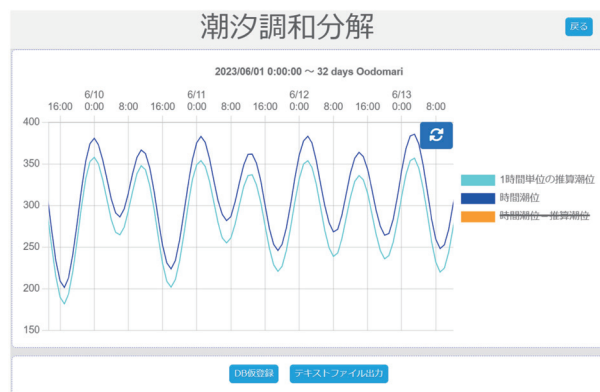 潮汐調和分解
戻る
2023/06/01 0:00:00 ～ 32 days Oodomari
6/10 6/11 6/12 6/13
16:00 0:00 8:00 16:00 0:00 8:00 16:00 0:00 8:00 16:00 0:00 8:00
400
350
300
250
200
150
1時間単位の推算潮位
時間潮位
時間潮位－推算潮位
DB仮登録 テキストファイル出力